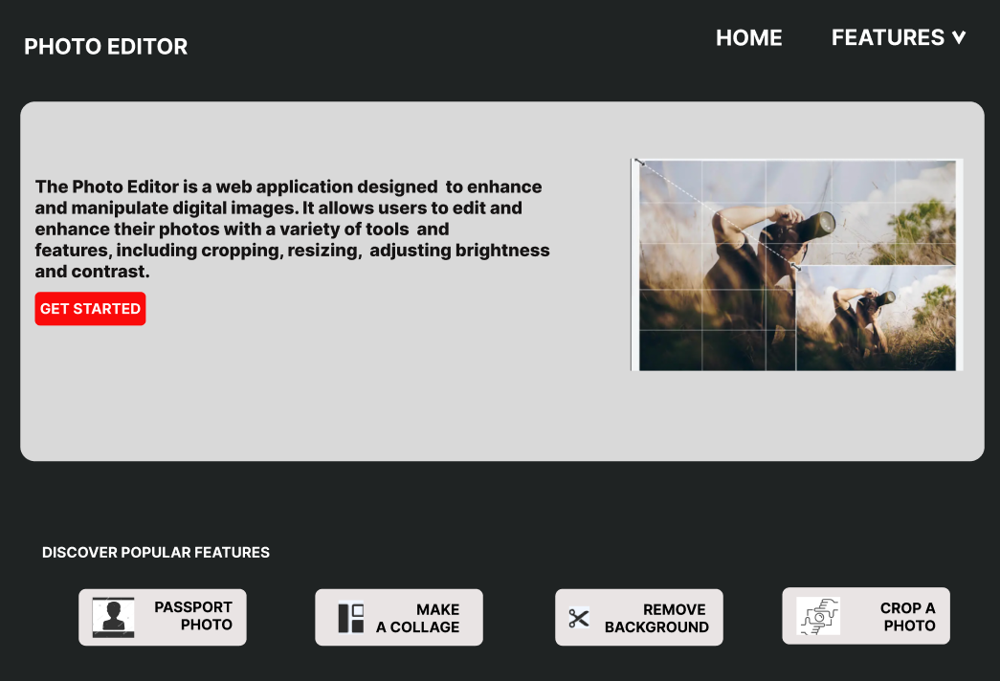 PHOTO EDITOR
HOME
FEATURES
The Photo Editor is a web application designed  to enhance
and manipulate digital images. It allows users to edit and
enhance their photos with a variety of tools  and
features, including cropping, resizing,  adjusting brightness
and contrast.
GET STARTED
DISCOVER POPULAR FEATURES
PASSPORT
PHOTO
MAKE
A COLLAGE
REMOVE
BACKGROUND
CROP A
PHOTO